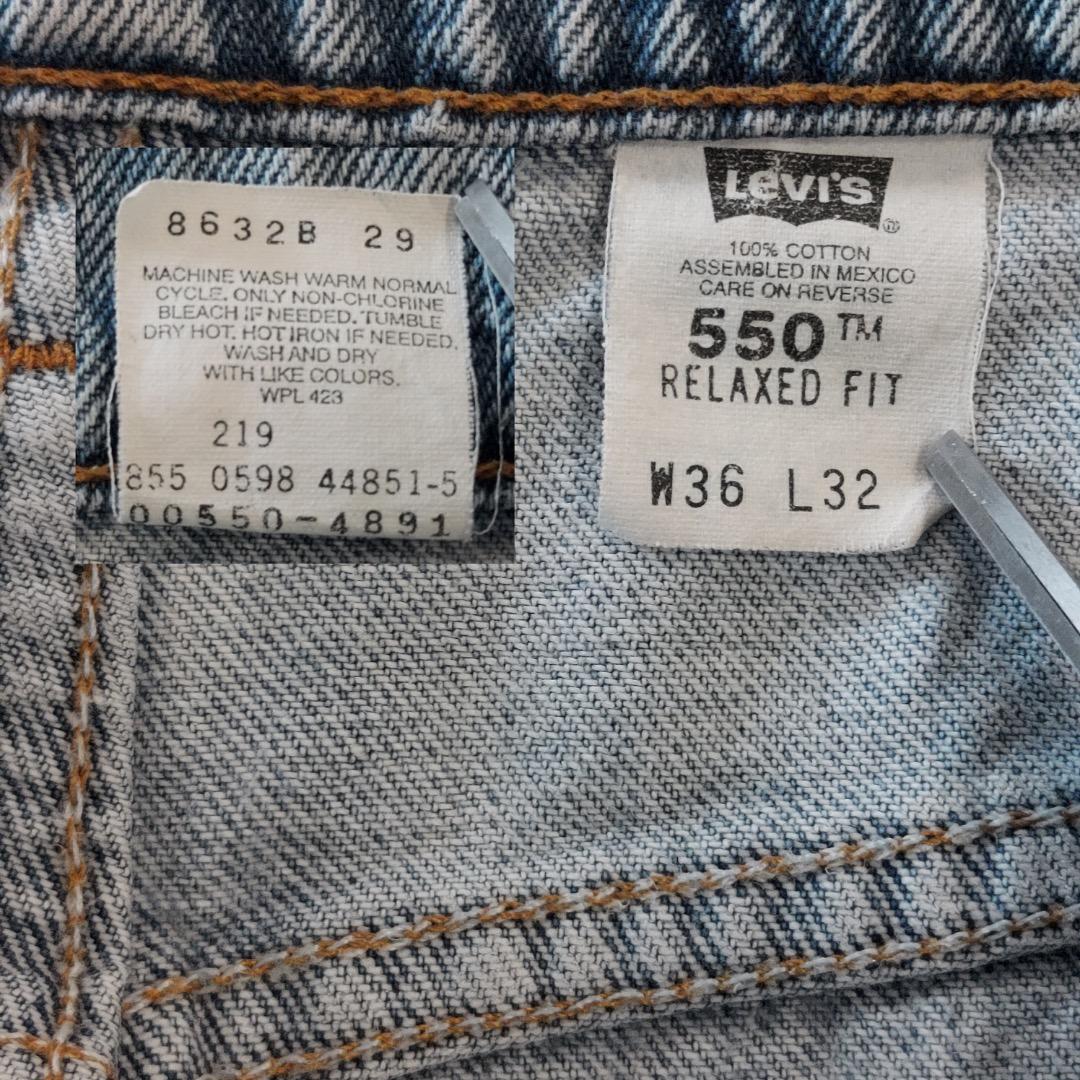 8632B 29
MACHINE WASH WARM NORMAL
CYCLE. ONLY NON-CHLORINE
BLEACH IF NEEDED. TUMBLE
DRY HOT. HOT IRON IF NEEDED.
WASH AND DRY
WITH LIKE COLORS.
WPL 423
219
855 0598 44851-5
00550-4891
LEVI'S
100% COTTON
ASSEMBLED IN MEXICO
CARE ON REVERSE
550™
RELAXED FIT
W36 L32